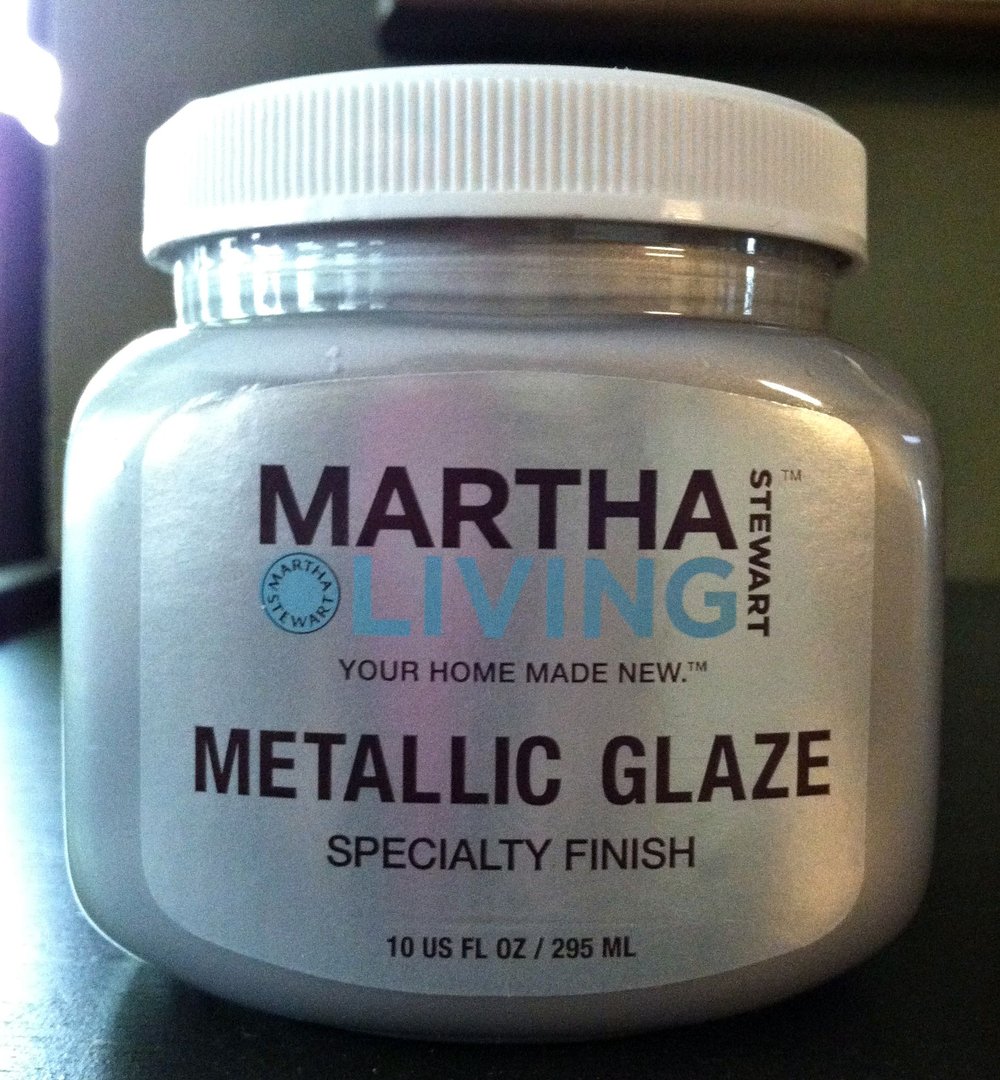 MARTHA
STEWART™
MARTHA STEWART
LIVING
YOUR HOME MADE NEW.™
METALLIC GLAZE
SPECIALTY FINISH
10 US FL OZ / 295 ML